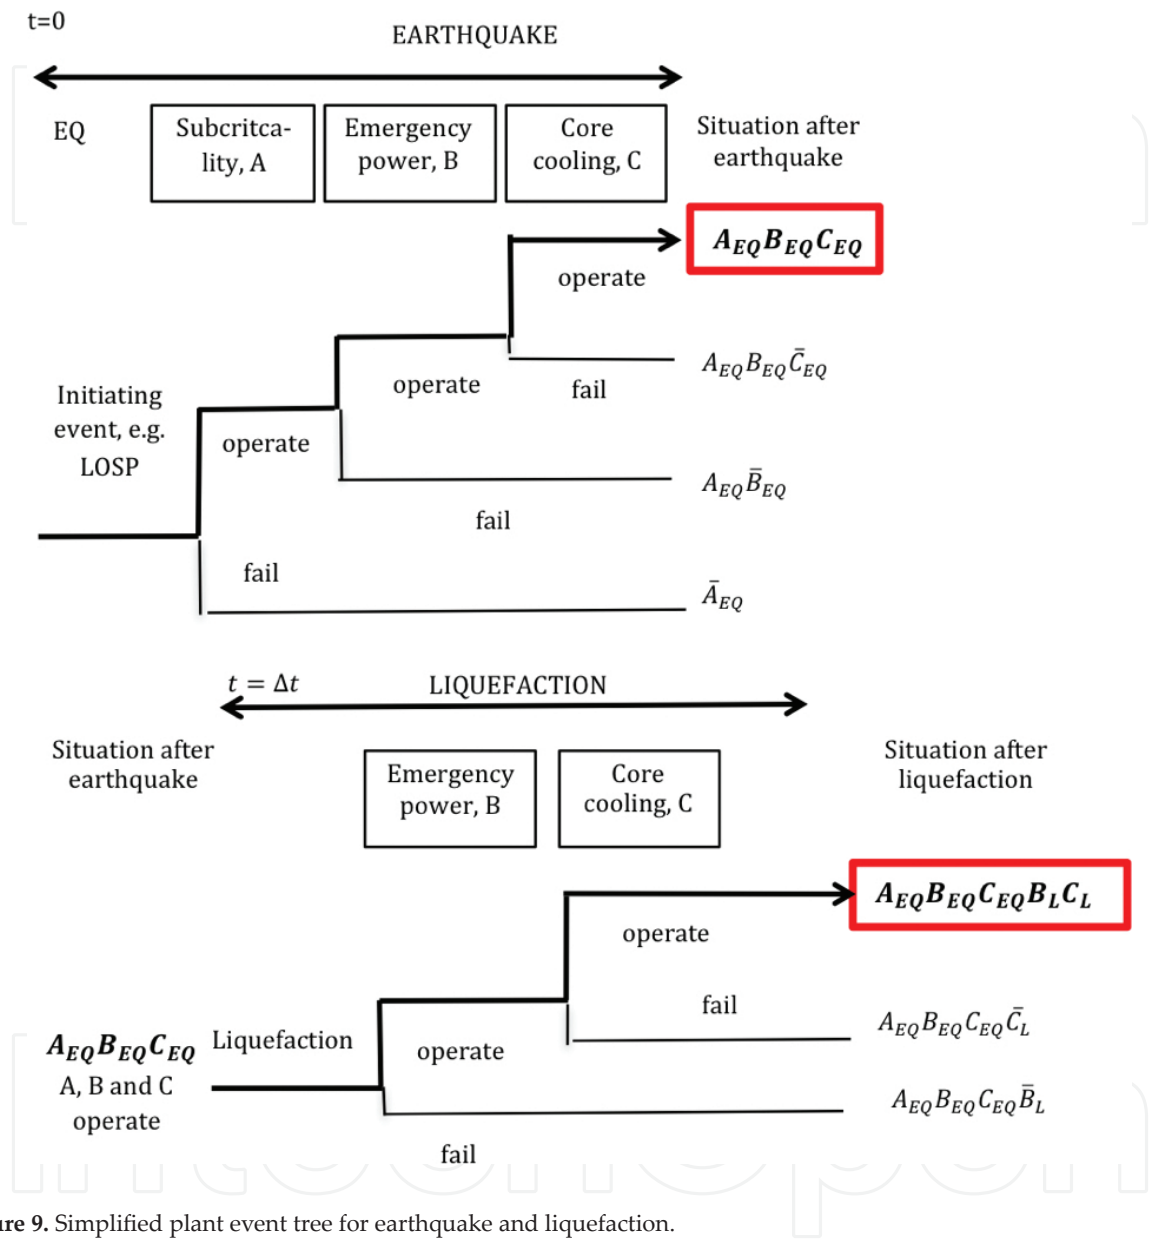 t=0
EARTHQUAKE
EQ
Subcritca-
lity, A
Emergency
power, B
Core
cooling, C
Situation after
earthquake
A_EQ B_EQ C_EQ
operate
A_EQ B_EQ C̄_EQ
fail
operate
Initiating
event, e.g.
LOSP
operate
A_EQ B̄_EQ
fail
fail
Ā_EQ
t = Δt
LIQUEFACTION
Situation after
earthquake
Emergency
power, B
Core
cooling, C
Situation after
liquefaction
A_EQ B_EQ C_EQ B_L C_L
operate
fail
A_EQ B_EQ C_EQ C̄_L
A_EQ B_EQ C_EQ
A, B and C
operate
Liquefaction
operate
A_EQ B_EQ C_EQ B̄_L
fail
ure 9. Simplified plant event tree for earthquake and liquefaction.